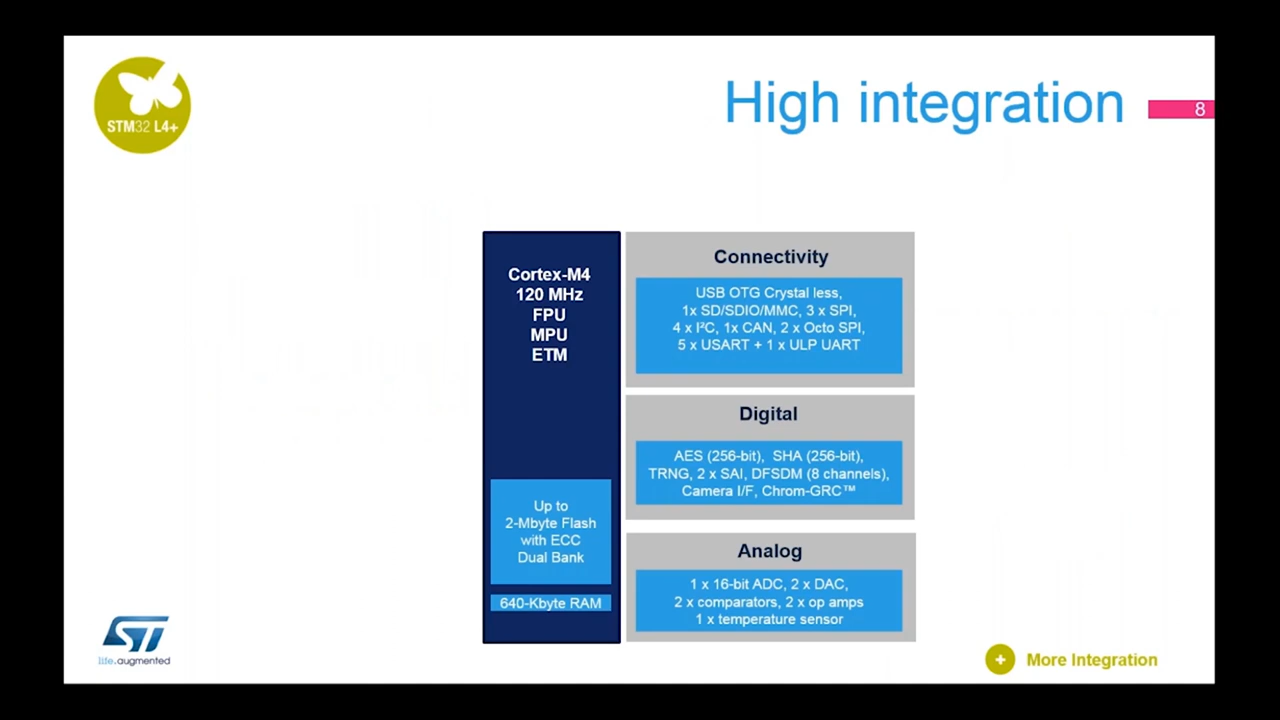 STM32 L4+
High integration
8
Cortex-M4
120 MHz
FPU
MPU
ETM
Up to
2-Mbyte Flash
with ECC
Dual Bank
640-Kbyte RAM
Connectivity
USB OTG Crystal less,
1x SD/SDIO/MMC, 3 x SPI,
4 x I²C, 1x CAN, 2 x Octo SPI,
5 x USART + 1 x ULP UART
Digital
AES (256-bit), SHA (256-bit),
TRNG, 2 x SAI, DFSDM (8 channels),
Camera I/F, Chrom-GRC™
Analog
1 x 16-bit ADC, 2 x DAC,
2 x comparators, 2 x op amps
1 x temperature sensor
ST
life.augmented
+ More Integration